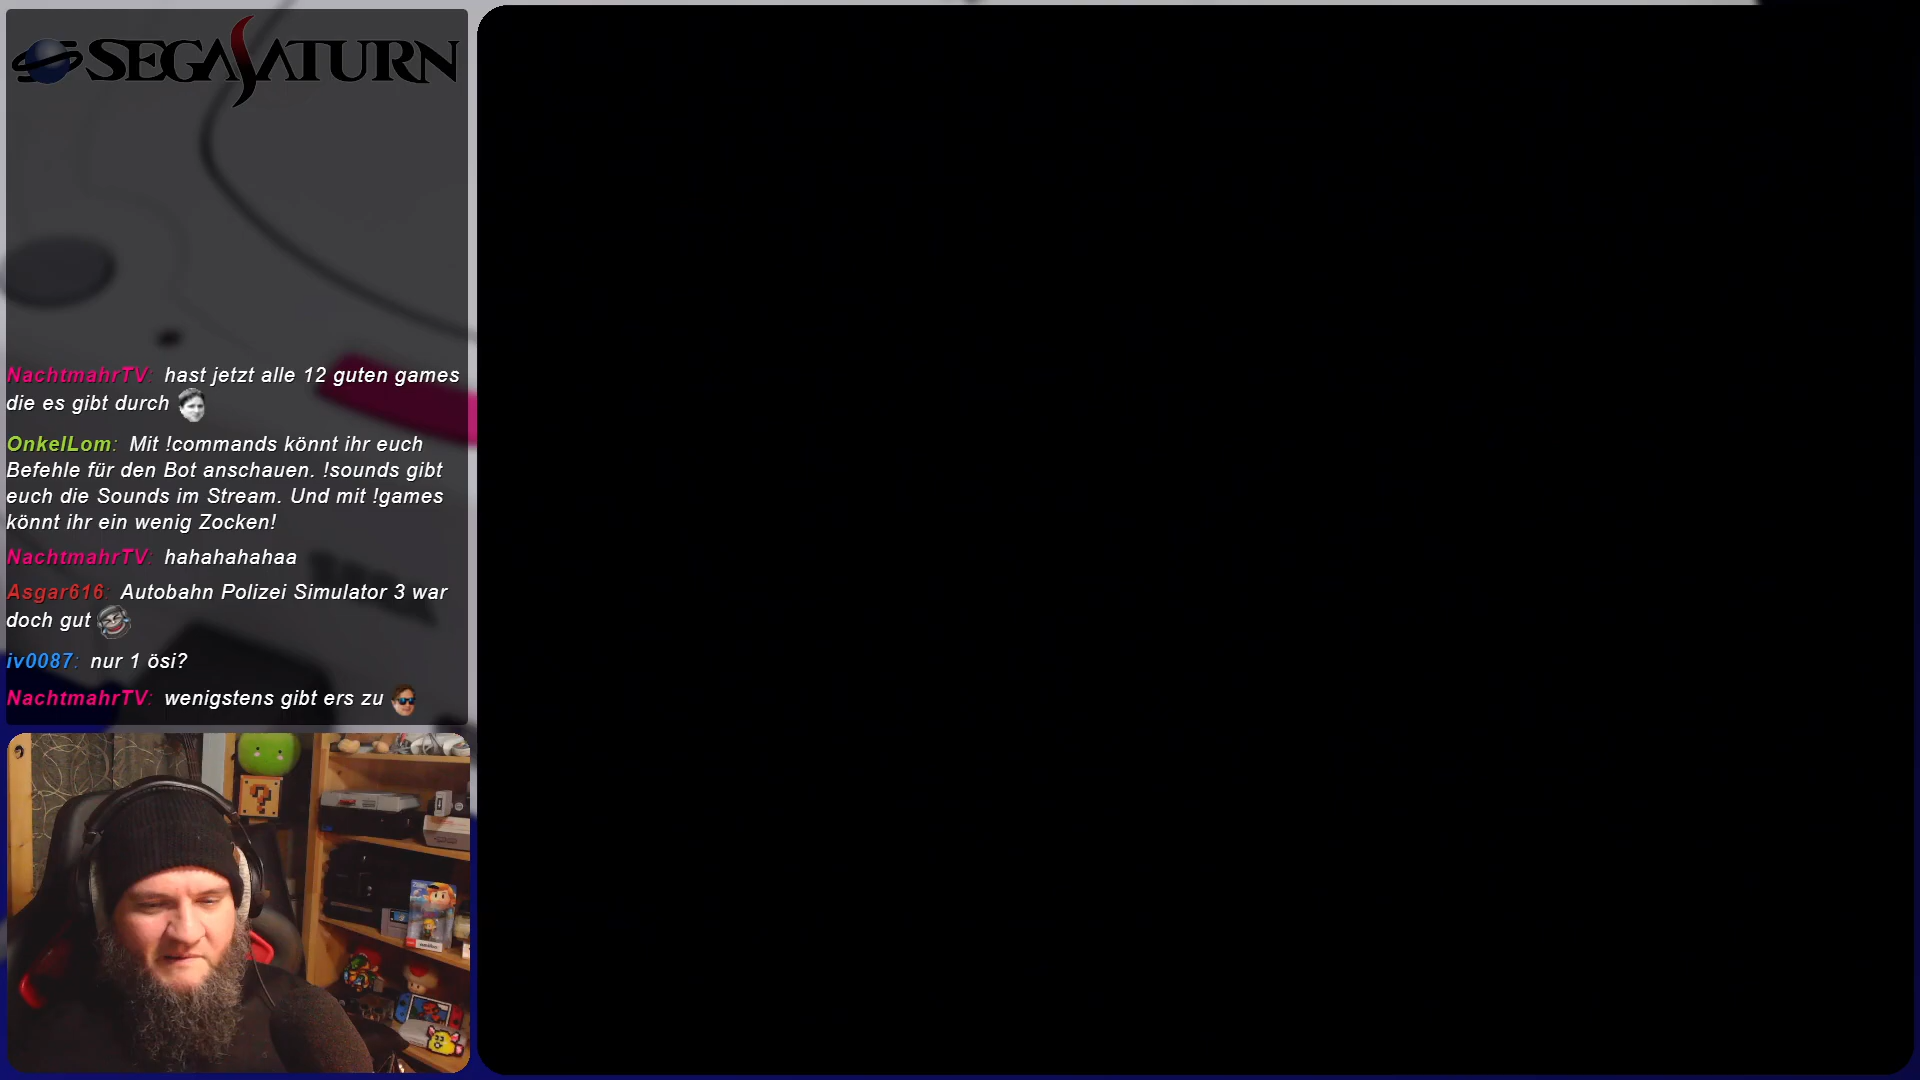 SEGA SATURN
NachtmahrTV: hast jetzt alle 12 guten games
die es gibt durch
OnkelLom: Mit !commands könnt ihr euch
Befehle für den Bot anschauen. !sounds gibt
euch die Sounds im Stream. Und mit !games
könnt ihr ein wenig Zocken!
NachtmahrTV: hahahahahaa
Asgar616: Autobahn Polizei Simulator 3 war
doch gut
iv0087: nur 1 ösi?
NachtmahrTV: wenigstens gibt ers zu
?